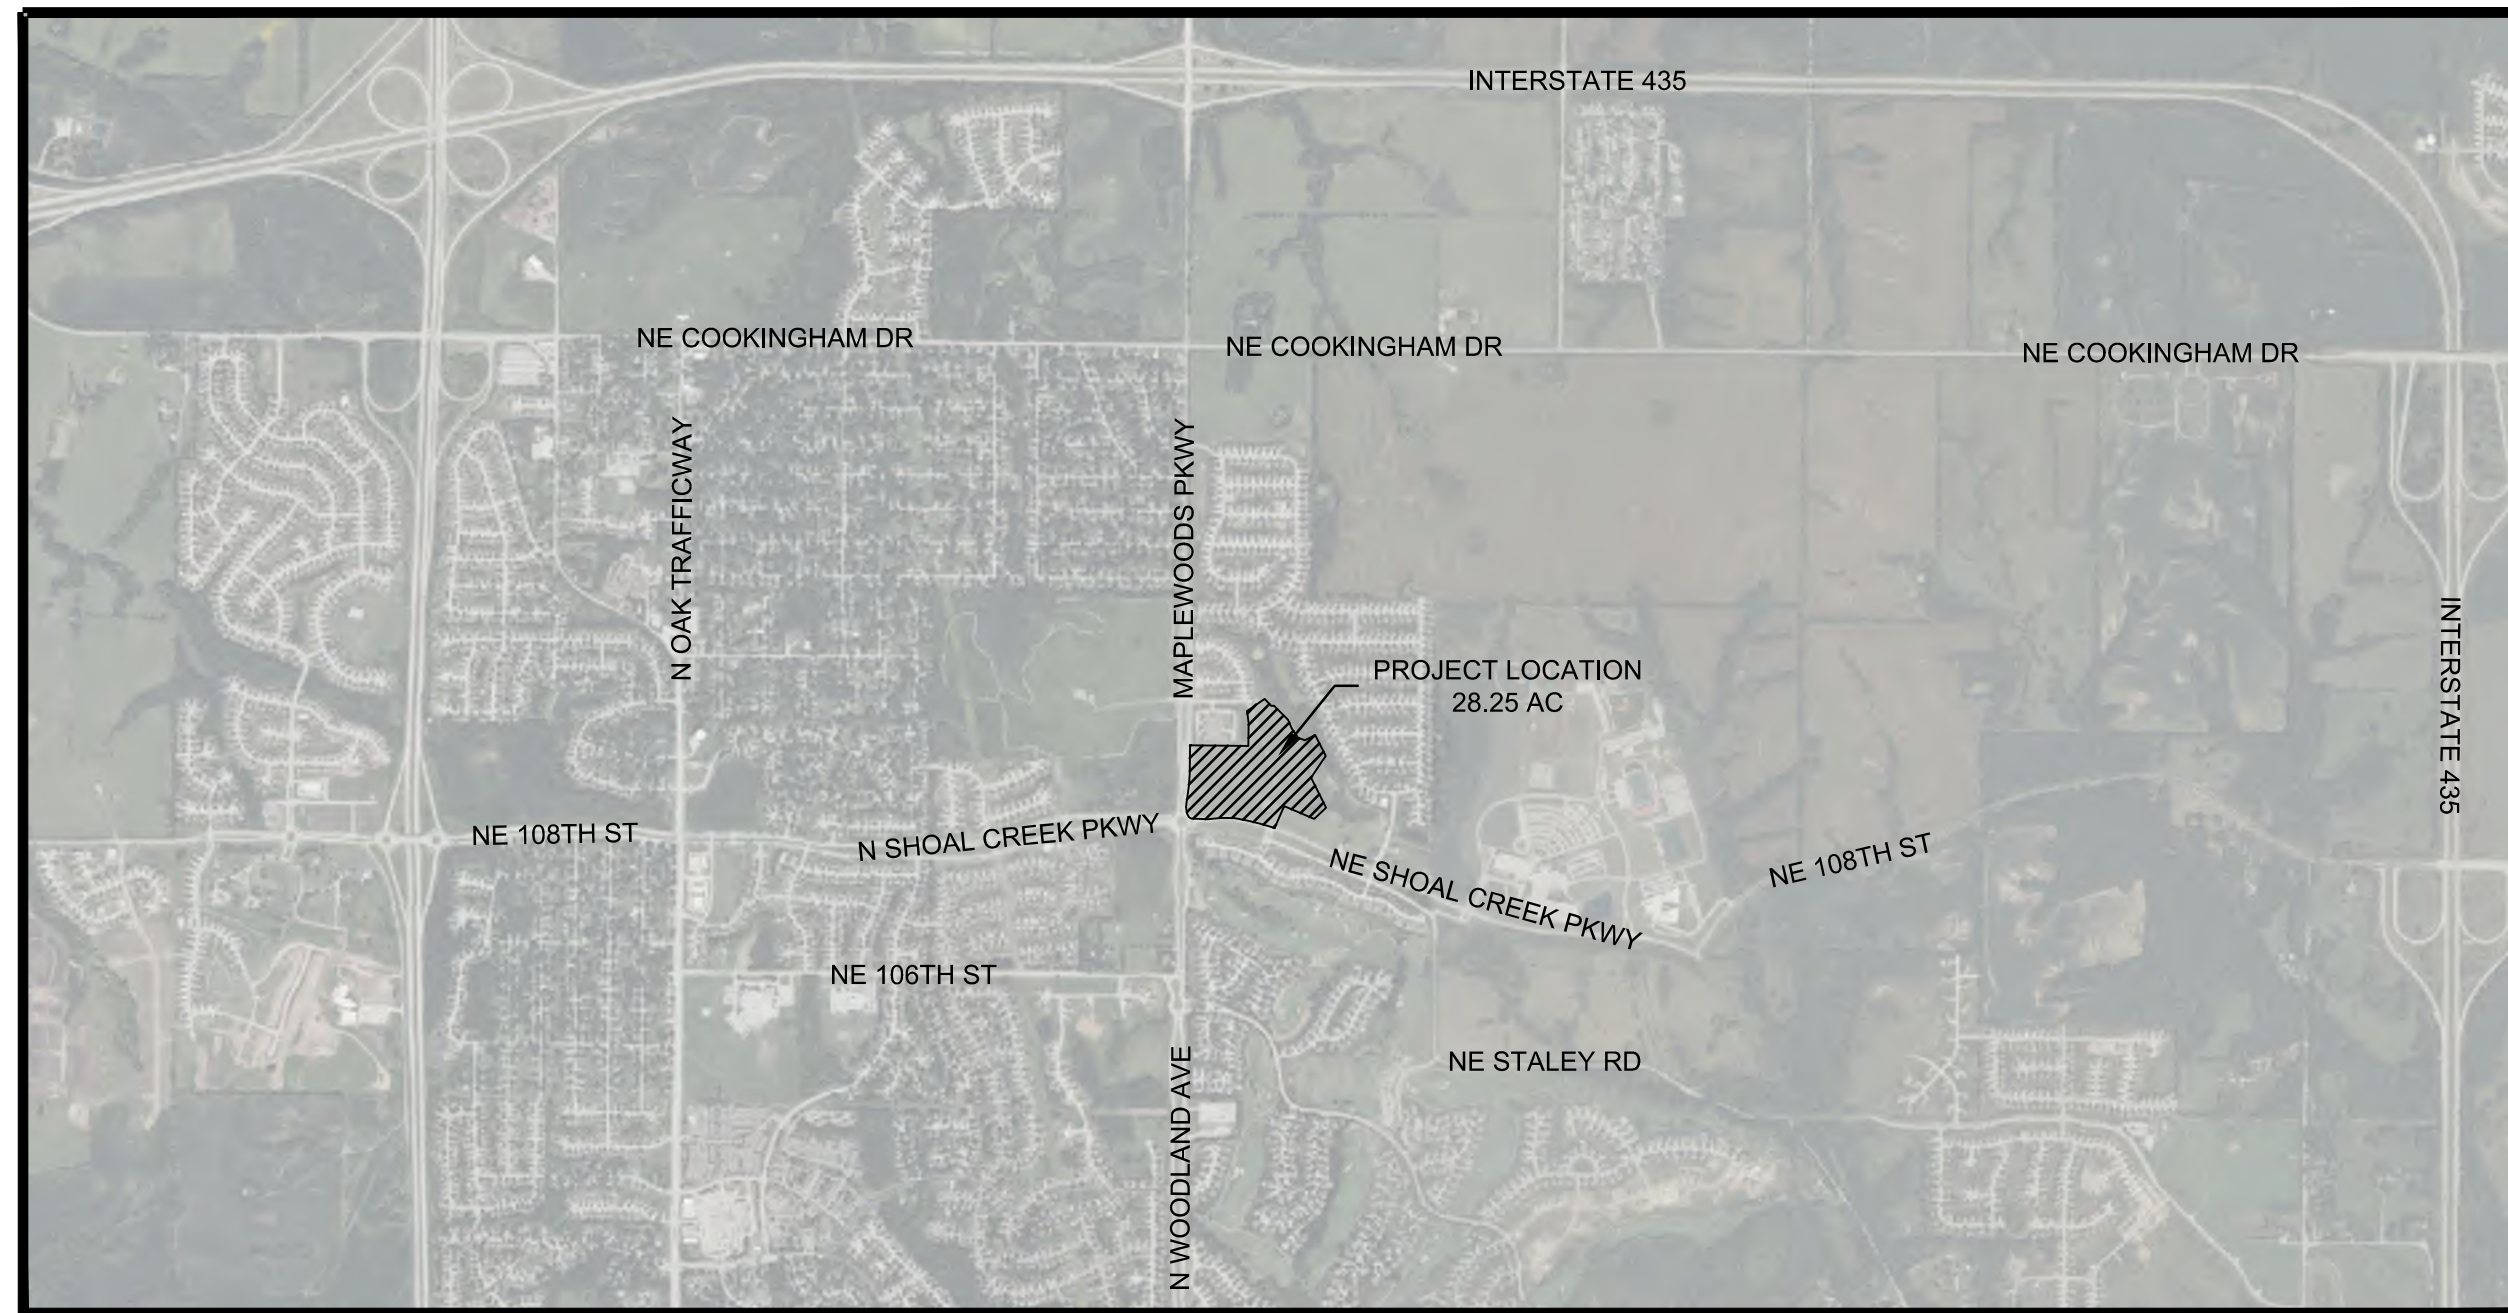 INTERSTATE 435
NE COOKINGHAM DR
NE COOKINGHAM DR
NE COOKINGHAM DR
N OAK TRAFFICWAY
MAPLEWOODS PKWY
INTERSTATE 435
PROJECT LOCATION
28.25 AC
NE 108TH ST
N SHOAL CREEK PKWY
NE SHOAL CREEK PKWY
NE 108TH ST
NE 106TH ST
N WOODLAND AVE
NE STALEY RD